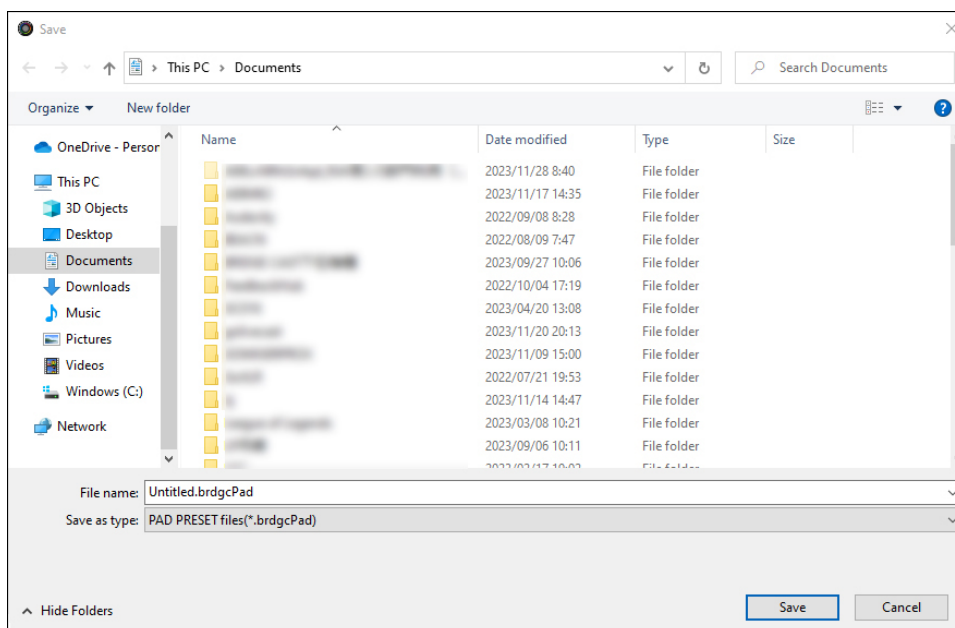 Save
This PC > Documents
Search Documents
Organize
New folder
OneDrive - Person
This PC
3D Objects
Desktop
Documents
Downloads
Music
Pictures
Videos
Windows (C:)
Network
Name Date modified Type Size
2023/11/28 8:40 File folder
2023/11/17 14:35 File folder
2022/09/08 8:28 File folder
2022/08/09 7:47 File folder
2023/09/27 10:06 File folder
2022/10/04 17:19 File folder
2023/04/20 13:08 File folder
2023/11/20 20:13 File folder
2023/11/09 15:00 File folder
2022/07/21 19:53 File folder
2023/11/14 14:47 File folder
2023/03/08 10:21 File folder
2023/09/06 10:11 File folder
File name: Untitled.brdgcPad
Save as type: PAD PRESET files(*.brdgcPad)
Hide Folders
Save
Cancel